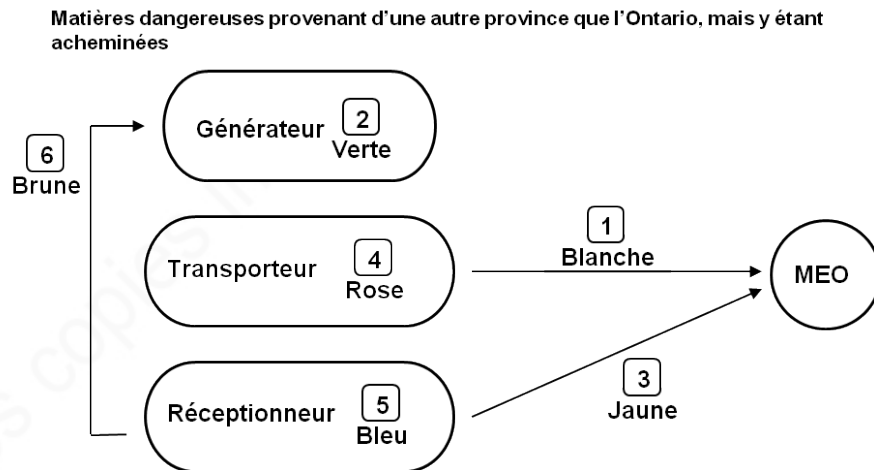 Matières dangereuses provenant d'une autre province que l'Ontario, mais y étant
acheminées
Générateur 2
Verte
6
Brune
1
Blanche
Transporteur 4
Rose
MEO
3
Jaune
Réceptionneur 5
Bleu